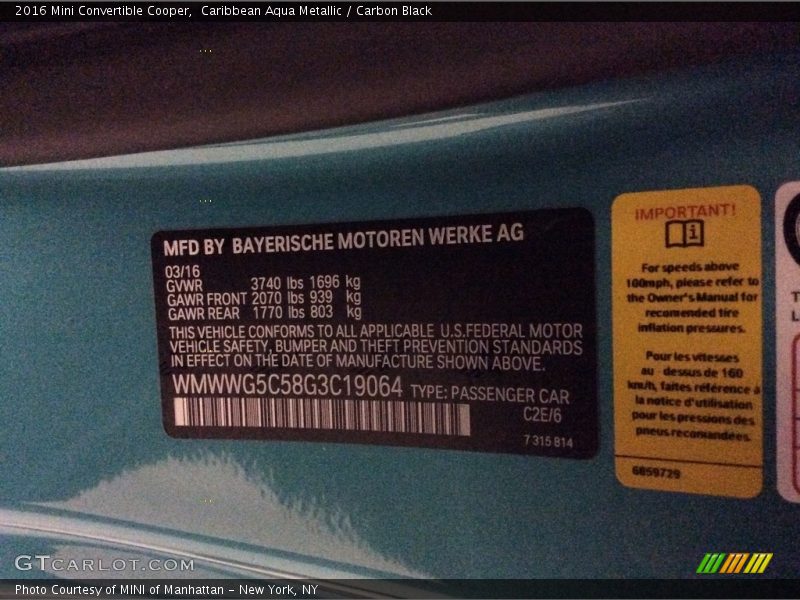 2016 Mini Convertible Cooper,  Caribbean Aqua Metallic / Carbon Black
MFD BY BAYERISCHE MOTOREN WERKE AG
03/16
GVWR 3740 lbs 1696 kg
GAWR FRONT 2070 lbs 939 kg
GAWR REAR 1770 lbs 803 kg
THIS VEHICLE CONFORMS TO ALL APPLICABLE U.S.FEDERAL MOTOR
VEHICLE SAFETY, BUMPER AND THEFT PREVENTION STANDARDS
IN EFFECT ON THE DATE OF MANUFACTURE SHOWN ABOVE.
WMWWG5C58G3C19064 TYPE: PASSENGER CAR
C2E/6
7 315 814
IMPORTANT!
i
For speeds above
100mph, please refer to
the Owner's Manual for
recomended tire
inflation pressures.
Pour les vitesses
au dessus de 160
km/h, faites référence à
la notice d'utilisation
pour les pressions des
pneus recomandées.
6859729
T
L
GTCARLOT.COM
Photo Courtesy of MINI of Manhattan - New York, NY